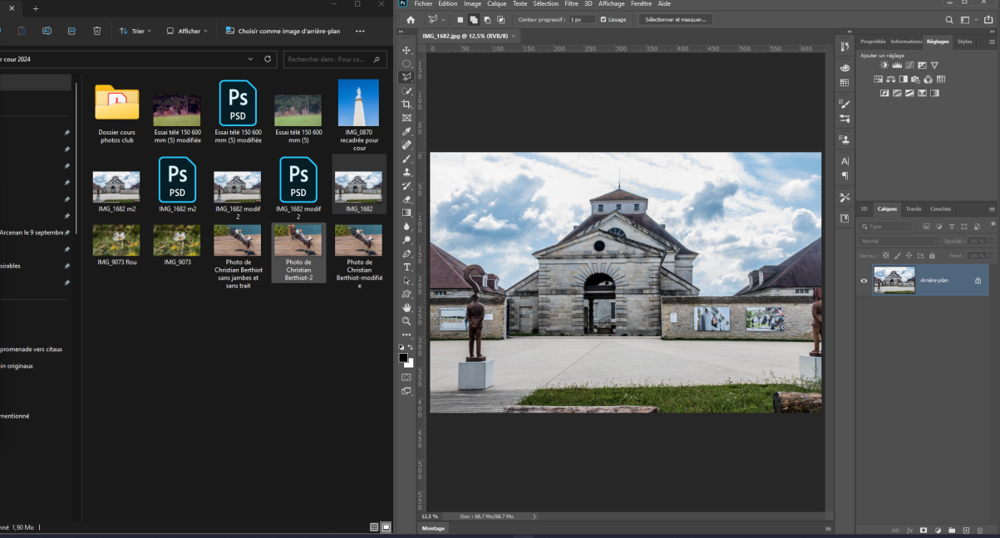 Trier
Afficher
Choisir comme image d'arrière-plan
r cour 2024
Rechercher dans : Pour co...
Dossier cours
photos club
Essai télé 150 600
mm (5) modifiée
Ps
PSD
Essai télé 150 600
mm (5) modifiée
Essai télé 150 600
mm (5)
IMG_0870
recadrée pour
cour
IMG_1682 m2
Ps
PSD
IMG_1682 m2
IMG_1682 modif
2
Ps
PSD
IMG_1682 modif
2
IMG_1682
IMG_9073 flou
IMG_9073
Photo de
Christian Berthiot
sans jambes et
sans trait
Photo de
Christian
Berthiot-2
Photo de
Christian
Berthiot-modifié
e
Arcenan le 9 septembre
sirables
promenade vers citaux
in originaux
mentionné
né 1,90 Mo
Ps
Fichier Edition Image Calque Texte Sélection Filtre 3D Affichage Fenêtre Aide
Contour progressif : 1 px
Lissage
Sélectionner et masquer...
IMG_1682.jpg @ 12,5% (RVB/8)
0 50 100 150 200 250 300 350 400 450 500 550 600
12,5 %
Doc : 68,7 Mo/68,7 Mo
Montage
Propriétés Informations Réglages Styles
Ajouter un réglage
3D Calques Tracés Couches
Type
Normal
Opacité : 100 %
Verrou :
Fond : 100 %
Arrière-plan